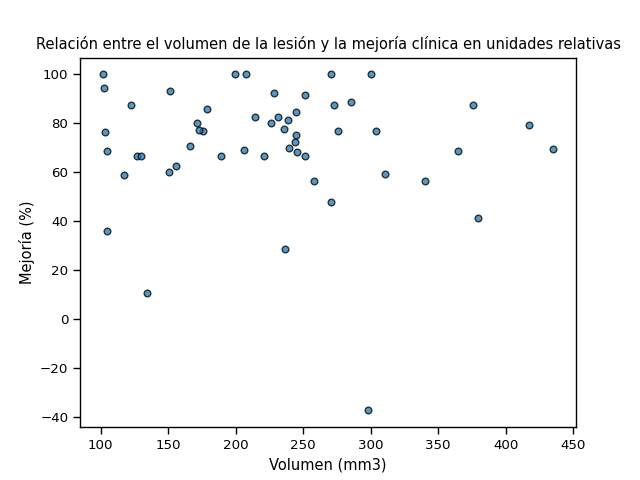 Relación entre el volumen de la lesión y la mejoría clínica en unidades relativas
100
80
60
40
20
0
−20
−40
Mejoría (%)
100 150 200 250 300 350 400 450
Volumen (mm3)